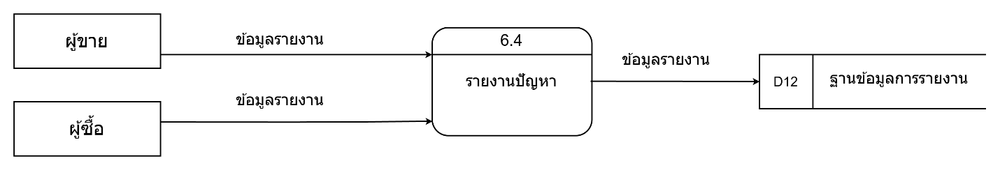 ผู้ขาย
ข้อมูลรายงาน
6.4
รายงานปัญหา
ข้อมูลรายงาน
D12
ฐานข้อมูลการรายงาน
ข้อมูลรายงาน
ผู้ซื้อ